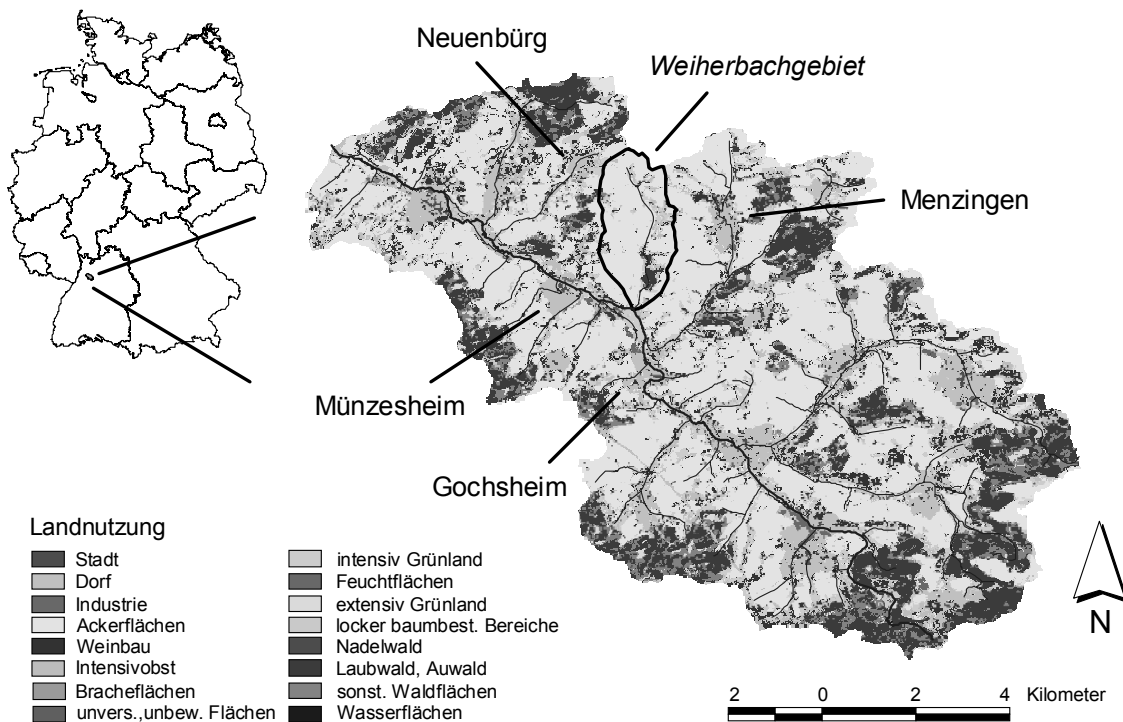 Neuenbürg
Weiherbachgebiet
Menzingen
Münzesheim
Gochsheim
Landnutzung
Stadt
Dorf
Industrie
Ackerflächen
Weinbau
Intensivobst
Bracheflächen
unvers.,unbew. Flächen
intensiv Grünland
Feuchtflächen
extensiv Grünland
locker baumbest. Bereiche
Nadelwald
Laubwald, Auwald
sonst. Waldflächen
Wasserflächen
N
2 0 2 4 Kilometer